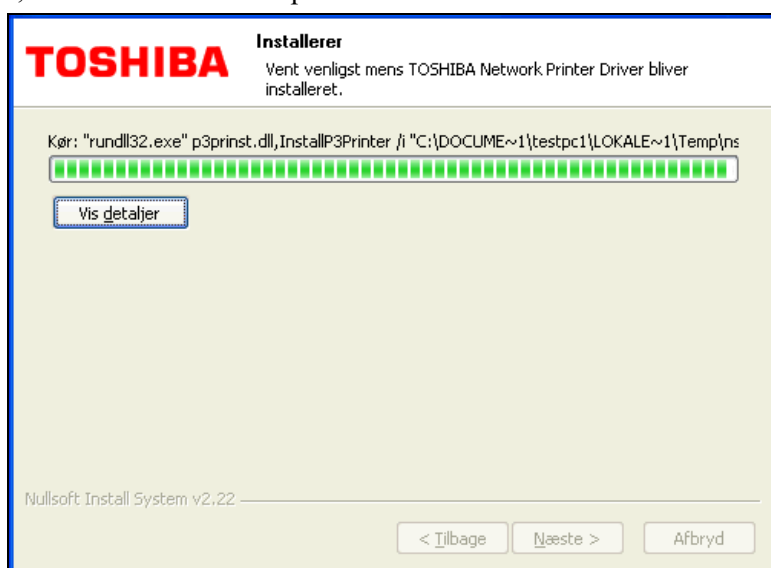 TOSHIBA
Installerer
Vent venligst mens TOSHIBA Network Printer Driver bliver
installeret.
Kør: "rundll32.exe" p3prinst.dll,InstallP3Printer /i "C:\DOCUME~1\testpc1\LOKALE~1\Temp\ns
Vis detaljer
Nullsoft Install System v2.22
< Tilbage
Næste >
Afbryd